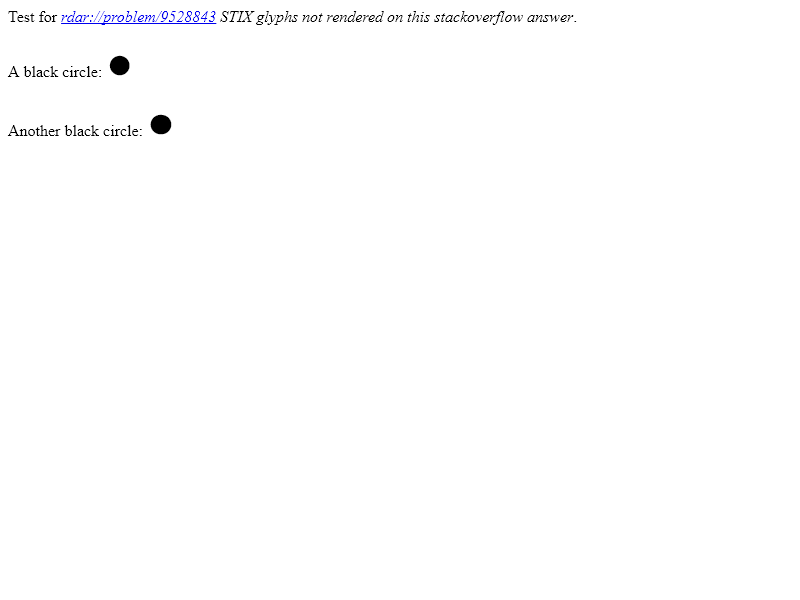 Test for rdar://problem/9528843 STIX glyphs not rendered on this stackoverflow answer.
A black circle: ●
Another black circle: ●